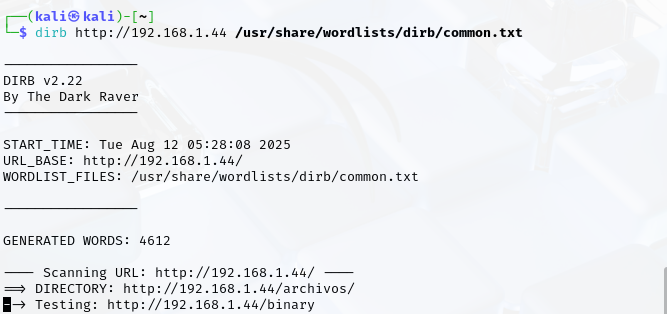 ┌──(kali㉿kali)-[~]
└─$ dirb http://192.168.1.44 /usr/share/wordlists/dirb/common.txt
-----------------
DIRB v2.22
By The Dark Raver
-----------------
START_TIME: Tue Aug 12 05:28:08 2025
URL_BASE: http://192.168.1.44/
WORDLIST_FILES: /usr/share/wordlists/dirb/common.txt
-----------------
GENERATED WORDS: 4612
---- Scanning URL: http://192.168.1.44/ ----
==> DIRECTORY: http://192.168.1.44/archivos/
--> Testing: http://192.168.1.44/binary